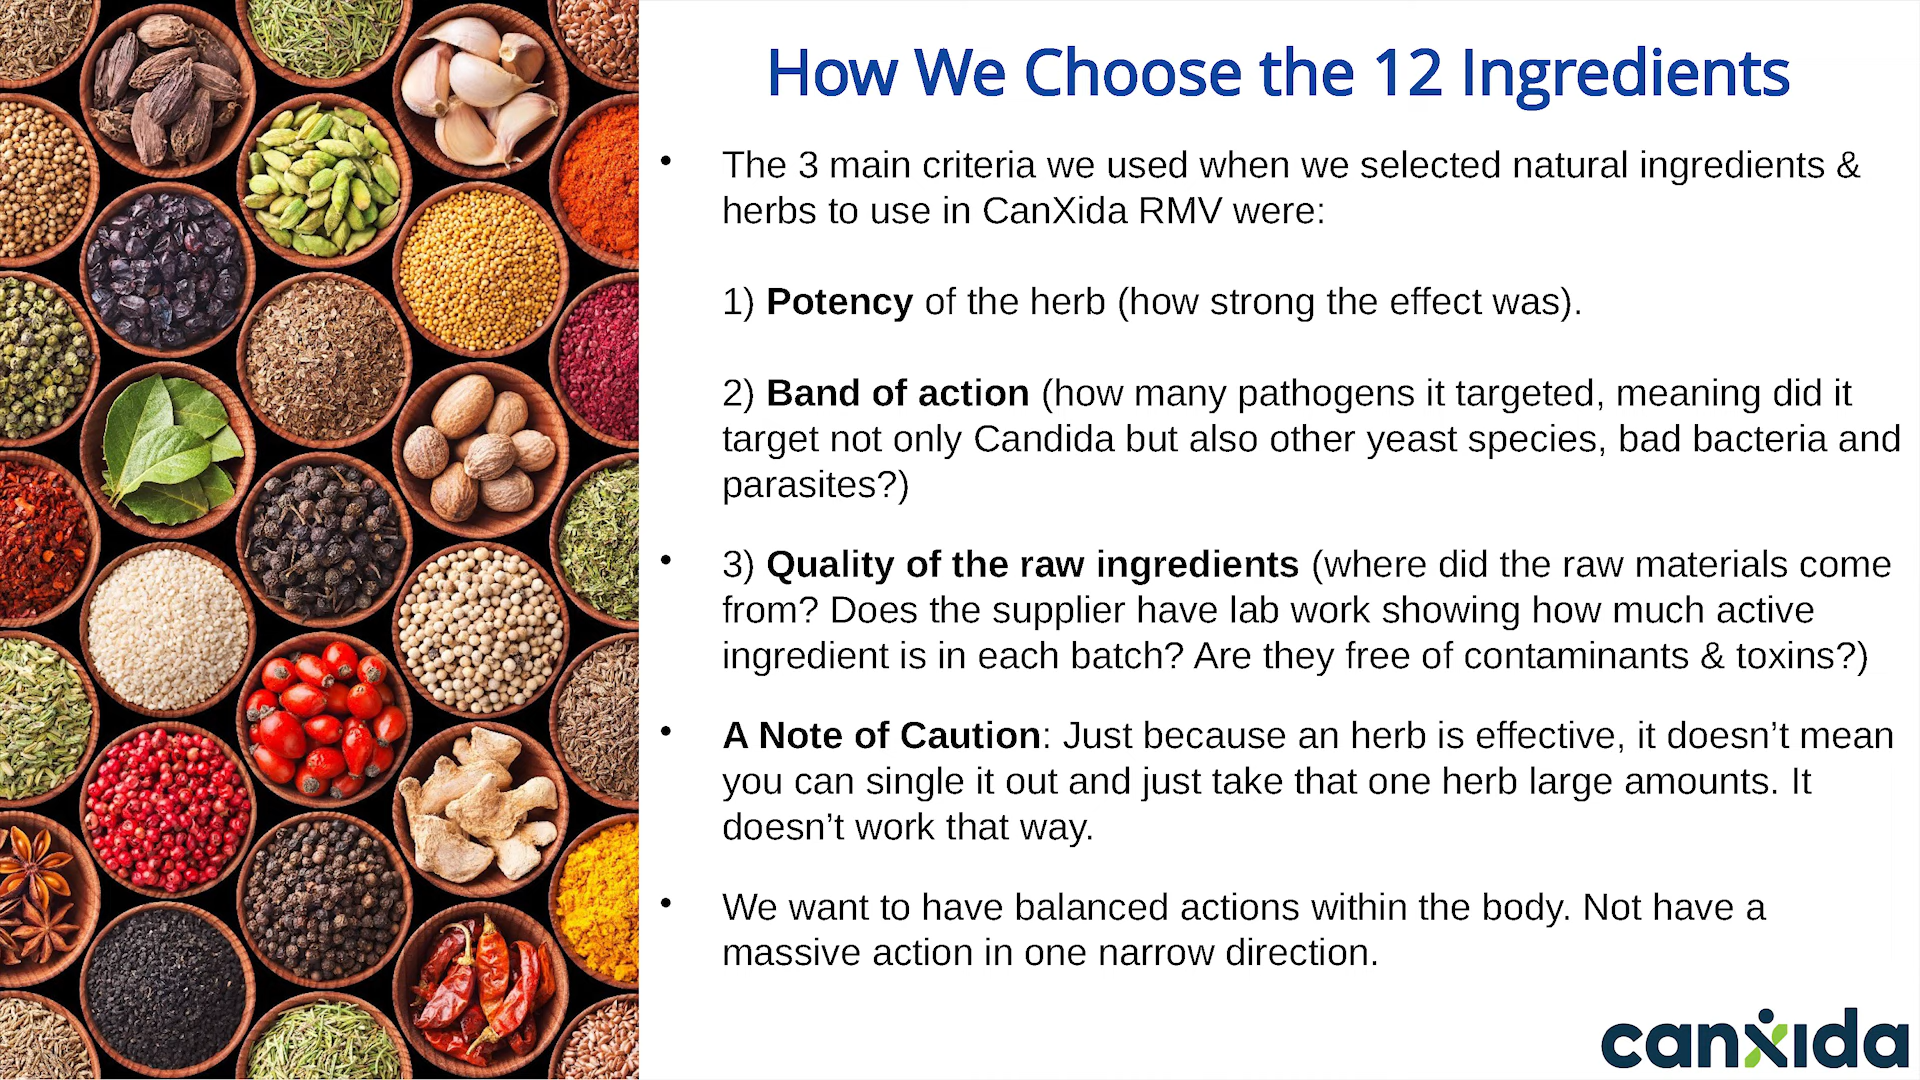 How We Choose the 12 Ingredients
• The 3 main criteria we used when we selected natural ingredients &
herbs to use in CanXida RMV were:
1) Potency of the herb (how strong the effect was).
2) Band of action (how many pathogens it targeted, meaning did it
target not only Candida but also other yeast species, bad bacteria and
parasites?)
• 3) Quality of the raw ingredients (where did the raw materials come
from? Does the supplier have lab work showing how much active
ingredient is in each batch? Are they free of contaminants & toxins?)
• A Note of Caution: Just because an herb is effective, it doesn’t mean
you can single it out and just take that one herb large amounts. It
doesn’t work that way.
• We want to have balanced actions within the body. Not have a
massive action in one narrow direction.
canxida